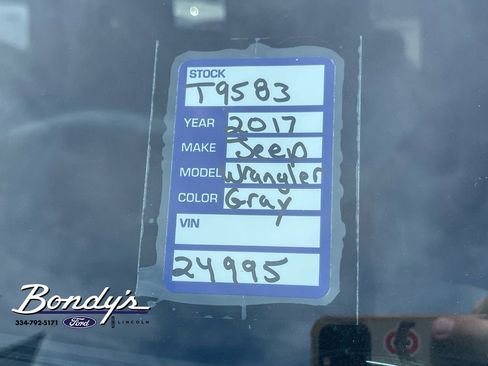 STOCK
T9583
YEAR 2017
MAKE Jeep
MODEL Wrangler
COLOR Gray
VIN
24995
Bondy's
334-792-5171 Ford LINCOLN